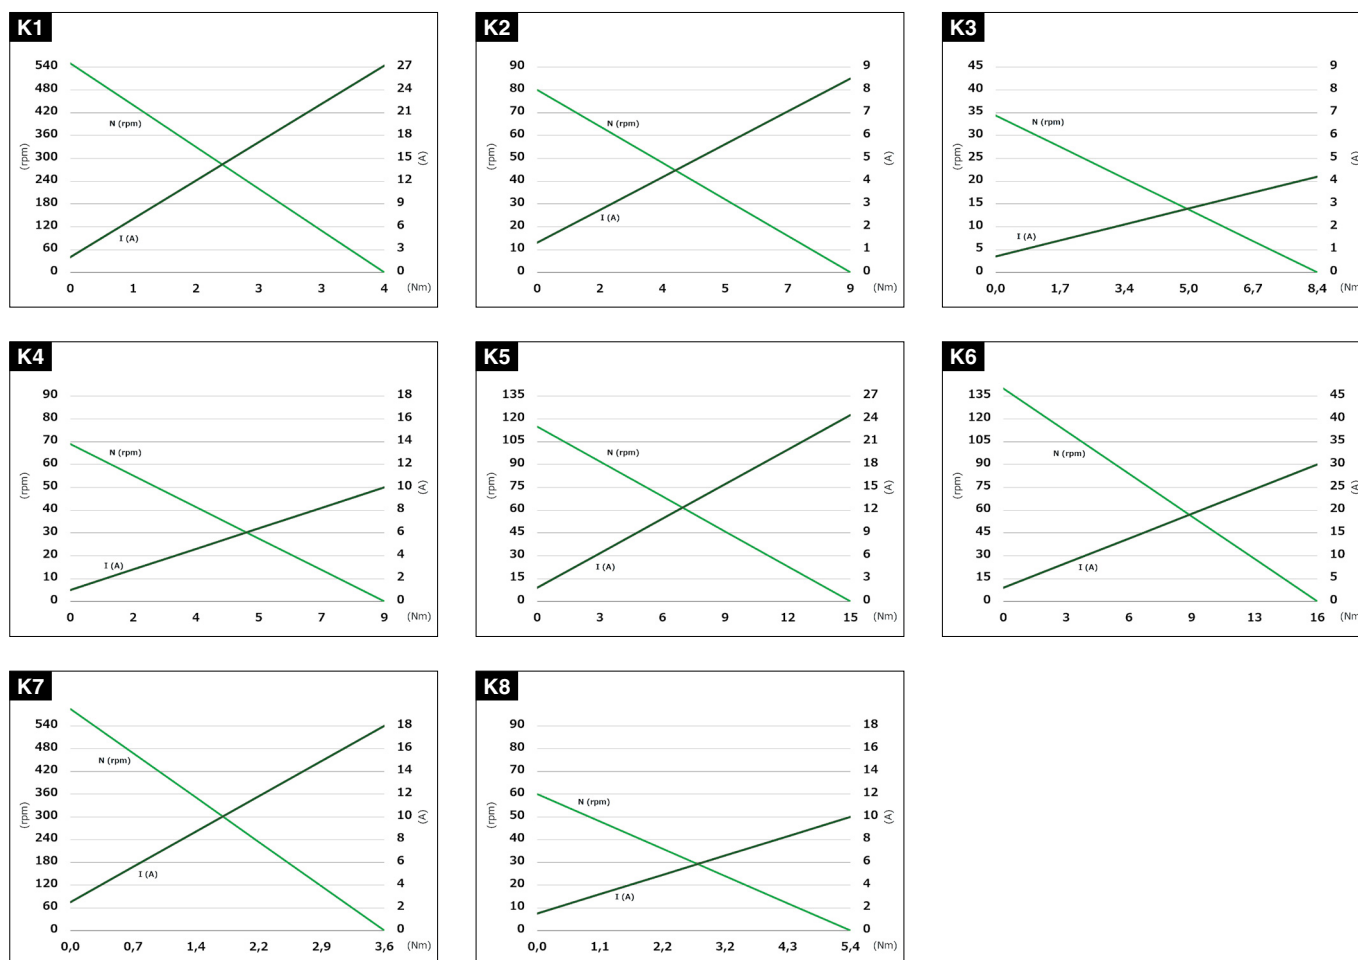 K1
540 27
480 24
420 21
360 18
300 15
240 12
180 9
120 6
60 3
0 0
(rpm)
(A)
N (rpm)
I (A)
0 1 2 3 3 4 (Nm)
K2
90 9
80 8
70 7
60 6
50 5
40 4
30 3
20 2
10 1
0 0
(rpm)
(A)
N (rpm)
I (A)
0 2 4 5 7 9 (Nm)
K3
45 9
40 8
35 7
30 6
25 5
20 4
15 3
10 2
5 1
0 0
(rpm)
(A)
N (rpm)
I (A)
0,0 1,7 3,4 5,0 6,7 8,4 (Nm
K4
90 18
80 16
70 14
60 12
50 10
40 8
30 6
20 4
10 2
0 0
(rpm)
(A)
N (rpm)
I (A)
0 2 4 5 7 9 (Nm)
K5
135 27
120 24
105 21
90 18
75 15
60 12
45 9
30 6
15 3
0 0
(rpm)
(A)
N (rpm)
I (A)
0 3 6 9 12 15 (Nm)
K6
135 45
120 40
105 35
90 30
75 25
60 20
45 15
30 10
15 5
0 0
(rpm)
(A)
N (rpm)
I (A)
0 3 6 9 13 16 (Nm
K7
540 18
480 16
420 14
360 12
300 10
240 8
180 6
120 4
60 2
0 0
(rpm)
(A)
N (rpm)
I (A)
0,0 0,7 1,4 2,2 2,9 3,6 (Nm)
K8
90 18
80 16
70 14
60 12
50 10
40 8
30 6
20 4
10 2
0 0
(rpm)
(A)
N (rpm)
I (A)
0,0 1,1 2,2 3,2 4,3 5,4 (Nm)